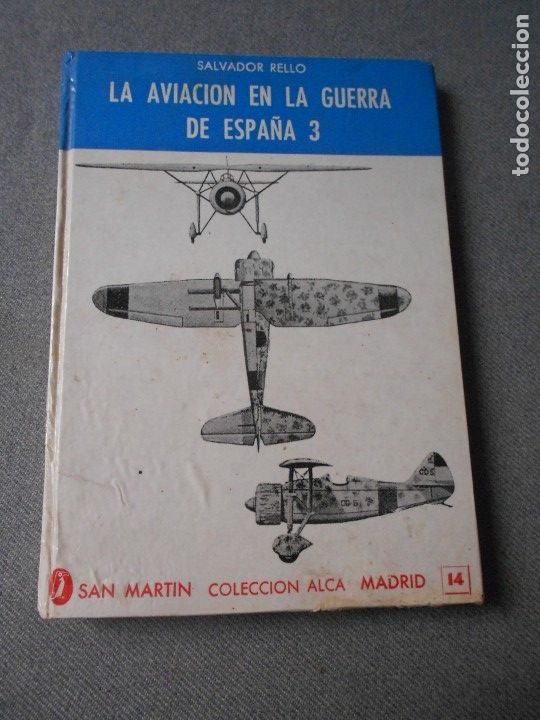 SALVADOR RELLO
LA AVIACION EN LA GUERRA
DE ESPAÑA 3
SAN MARTIN COLECCION ALCA MADRID 14
todocoleccion